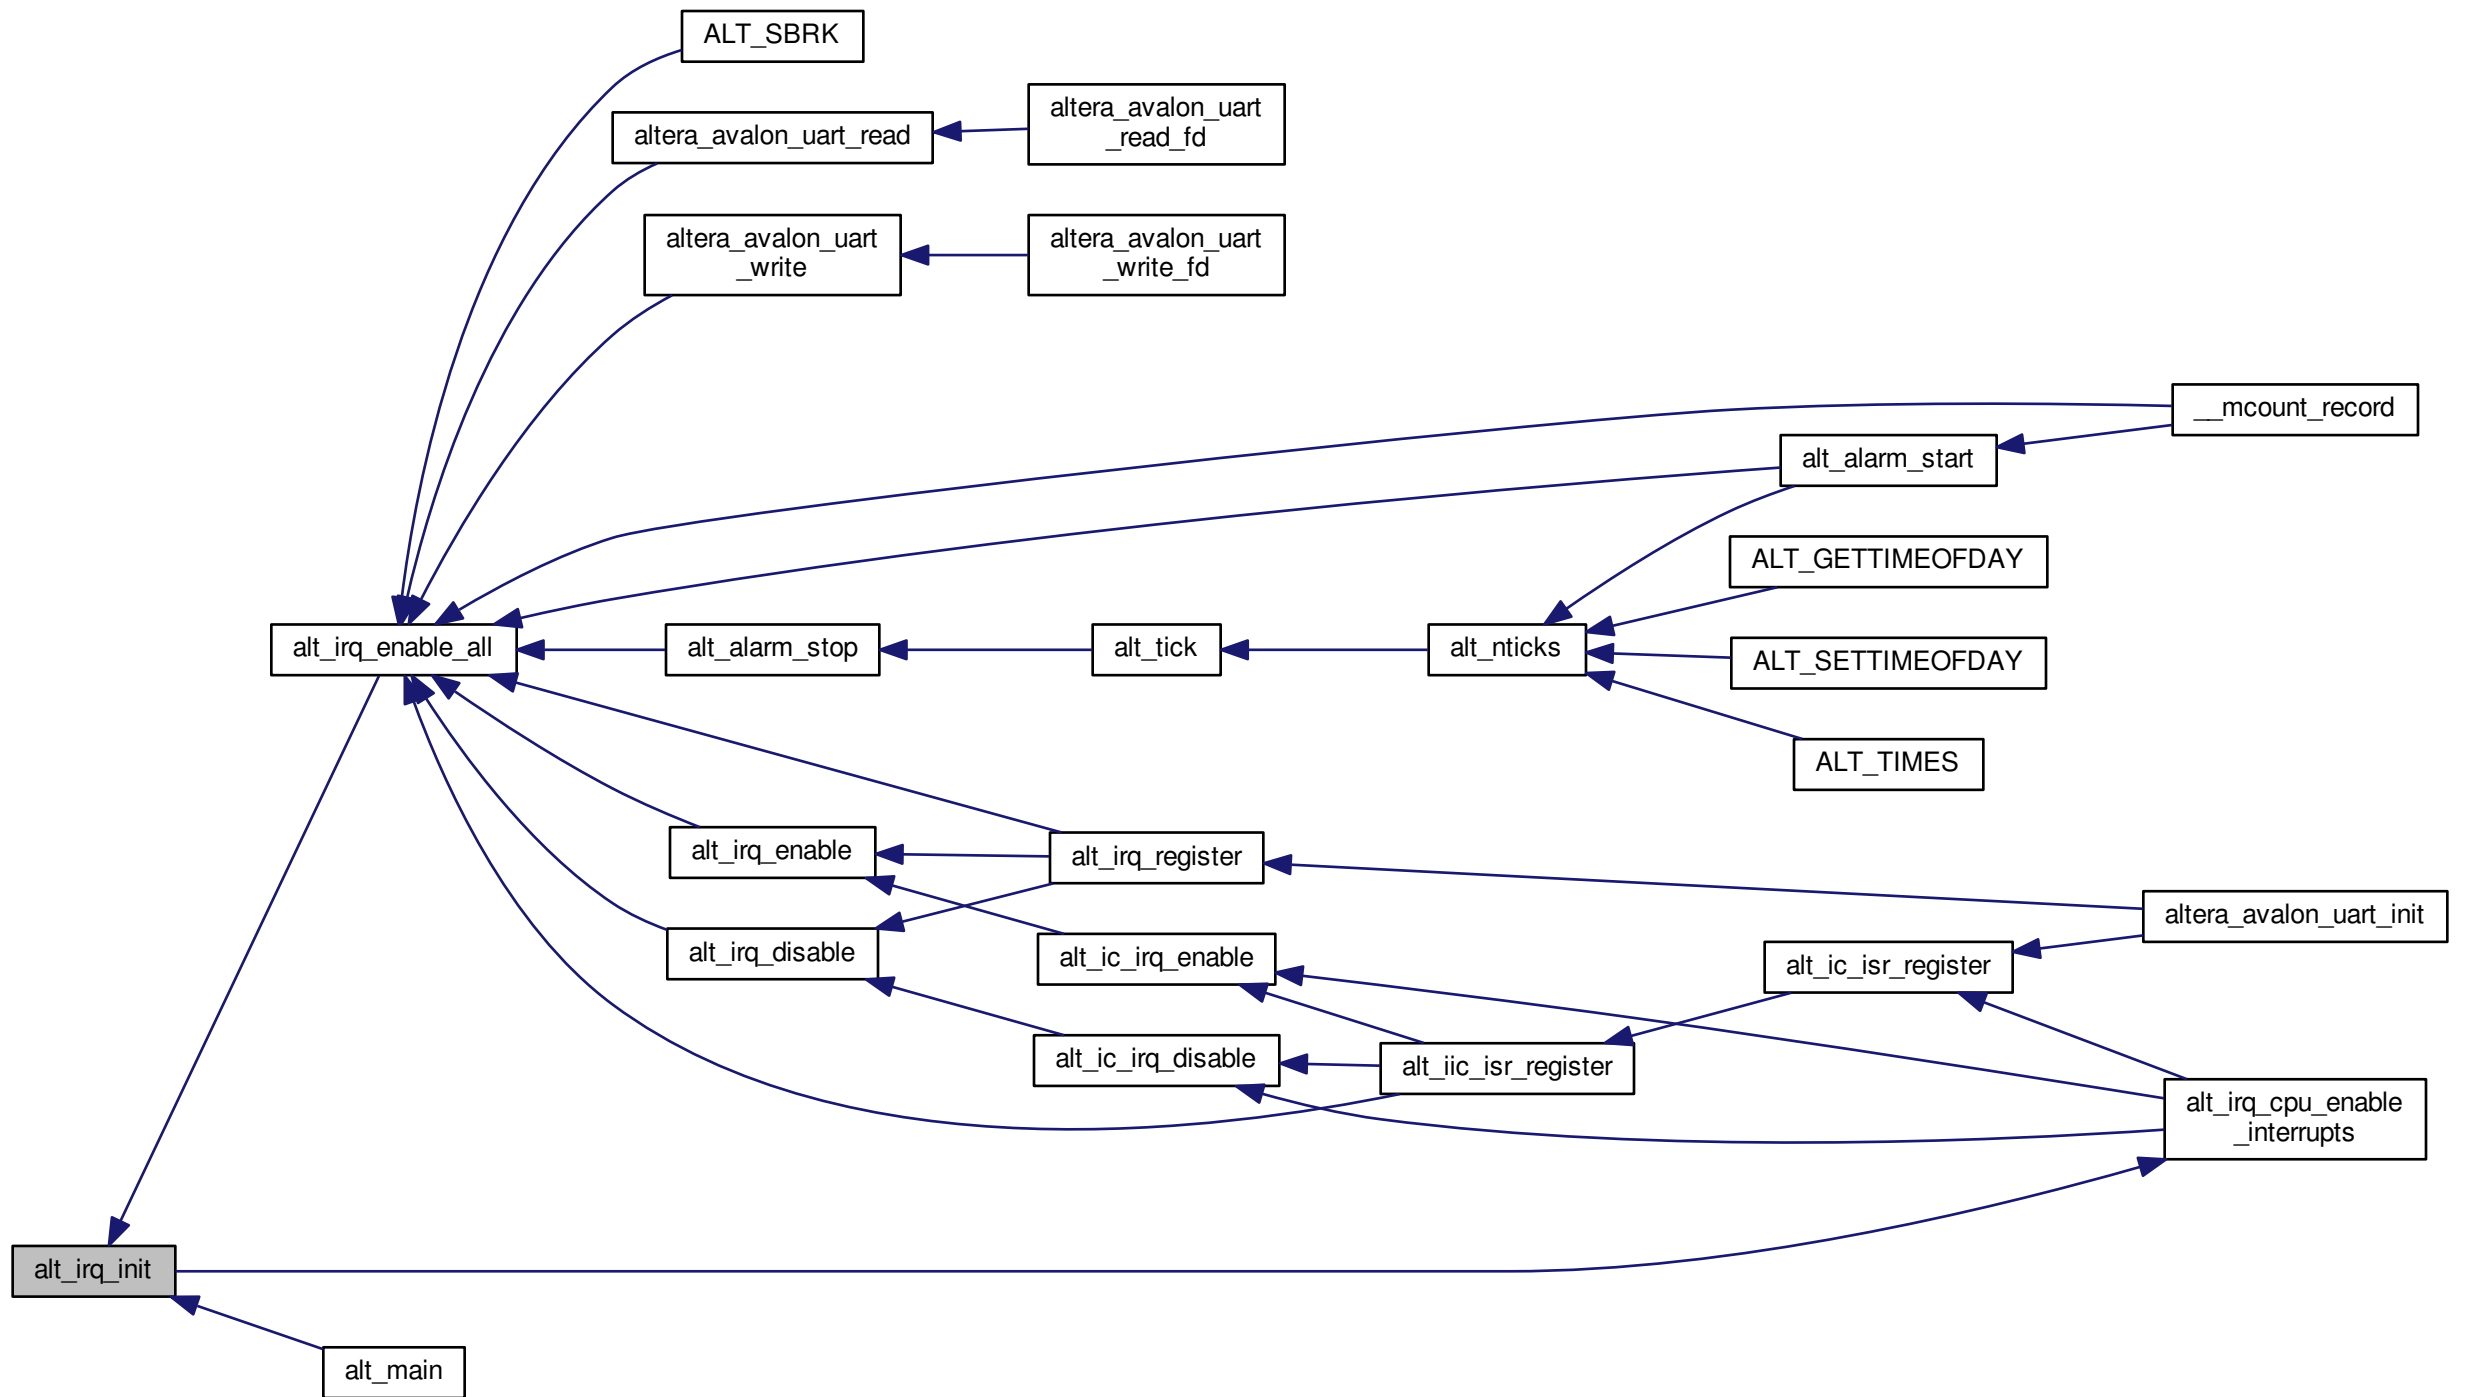 ALT_SBRK
altera_avalon_uart_read
altera_avalon_uart
_read_fd
altera_avalon_uart
_write
altera_avalon_uart
_write_fd
__mcount_record
alt_alarm_start
ALT_GETTIMEOFDAY
alt_irq_enable_all
alt_alarm_stop
alt_tick
alt_nticks
ALT_SETTIMEOFDAY
ALT_TIMES
alt_irq_enable
alt_irq_register
altera_avalon_uart_init
alt_irq_disable
alt_ic_irq_enable
alt_ic_isr_register
alt_ic_irq_disable
alt_iic_isr_register
alt_irq_cpu_enable
_interrupts
alt_irq_init
alt_main